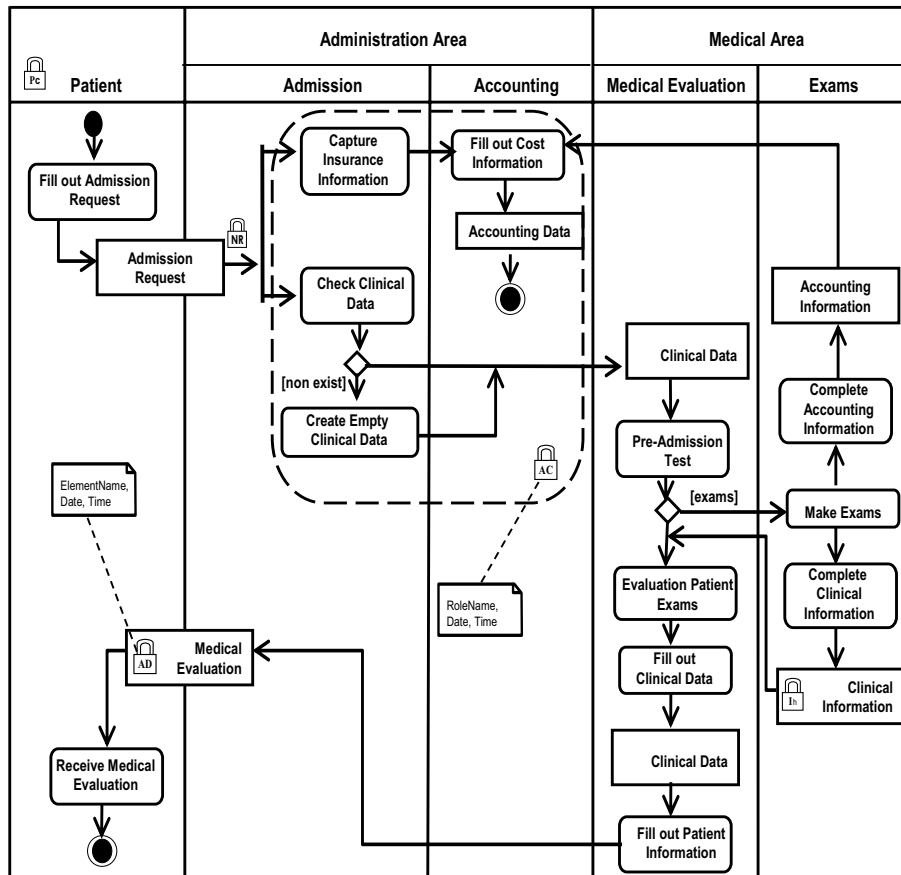 Administration Area
Medical Area
Pc
Patient
Admission
Accounting
Medical Evaluation
Exams
Fill out Admission
Request
Capture
Insurance
Information
Fill out Cost
Information
NR
Admission
Request
Accounting Data
Check Clinical
Data
Accounting
Information
[non exist]
Clinical Data
Create Empty
Clinical Data
Complete
Accounting
Information
Pre-Admission
Test
AC
ElementName,
Date, Time
[exams]
Make Exams
Evaluation Patient
Exams
Complete
Clinical
Information
RoleName,
Date, Time
AD
Medical
Evaluation
Fill out
Clinical Data
Ih
Clinical
Information
Receive Medical
Evaluation
Clinical Data
Fill out Patient
Information